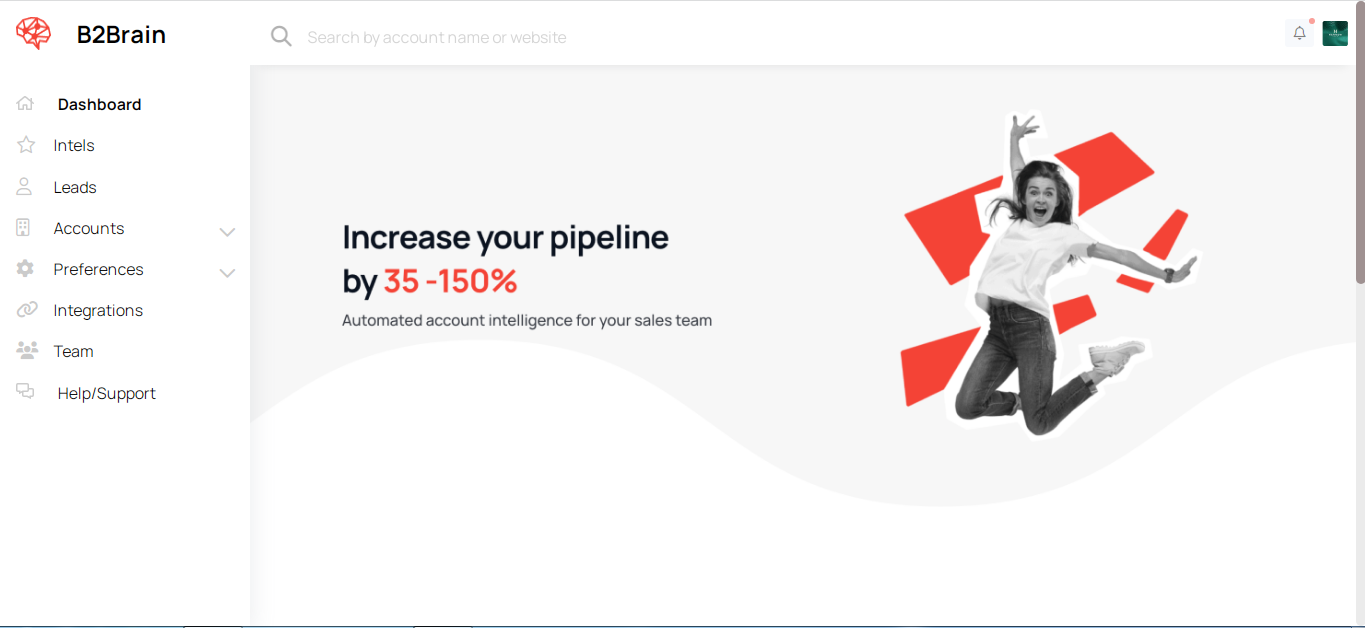 B2Brain
Search by account name or website
Dashboard
Intels
Leads
Accounts
Preferences
Integrations
Team
Help/Support
Increase your pipeline
by 35 -150%
Automated account intelligence for your sales team